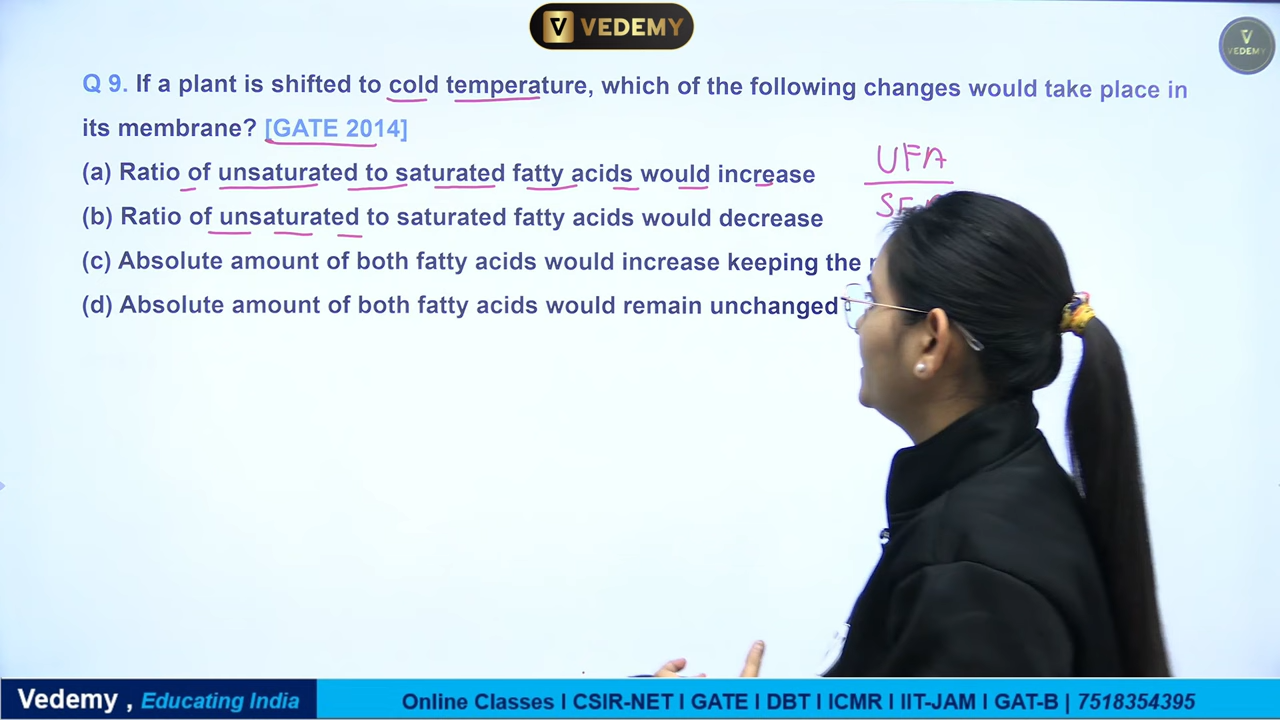 VEDEMY
VEDEMY
Q 9. If a plant is shifted to cold temperature, which of the following changes would take place in
its membrane? [GATE 2014]
(a) Ratio of unsaturated to saturated fatty acids would increase
UFA
(b) Ratio of unsaturated to saturated fatty acids would decrease
(c) Absolute amount of both fatty acids would increase keeping the
(d) Absolute amount of both fatty acids would remain unchanged
Vedemy , Educating India
Online Classes I CSIR-NET I GATE I DBT I ICMR I IIT-JAM I GAT-B | 7518354395